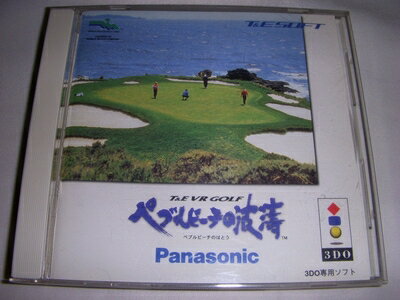 T&ESOFT
T&E VR GOLF
ペブルビーチの波濤
ペブルビーチのはとう
TM
Panasonic
3DO
3DO専用ソフト